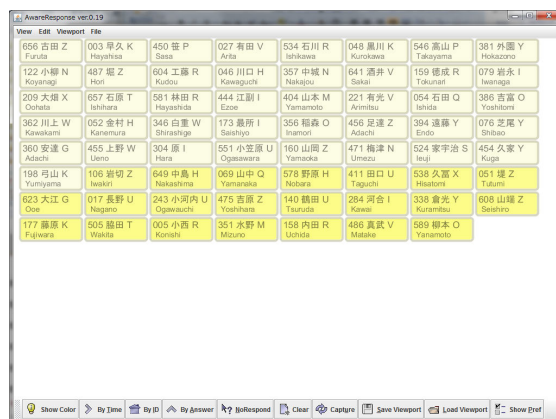 AwareResponse ver.0.19
View Edit Viewport File
656 吉田 Z 003 早久 K 450 笹 P 027 有田 V 534 石川 R 048 黒川 K 546 高山 P 381 外園 Y
Furuta Hayahisa Sasa Arita Ishikawa Kurokawa Takayama Hokazono
122 小柳 N 487 堀 Z 604 工藤 R 046 川口 H 357 中城 N 641 酒井 V 159 徳成 R 079 岩永 I
Koyanagi Hori Kudou Kawaguchi Nakajou Sakai Tokunari Iwanaga
209 大畑 X 657 石原 T 581 林田 R 444 江副 I 404 山本 M 221 有光 V 054 石田 Q 386 吉富 O
Oohata Ishihara Hayashida Ezoe Yamamoto Arimitsu Ishida Yoshitomi
362 川上 W 052 金村 H 346 白重 W 173 最所 I 356 稲森 O 456 足達 Z 394 遠藤 Y 076 芝尾 Y
Kawakami Kanemura Shirashige Saishiyo Inamori Adachi Endo Shibao
360 安達 G 455 上野 W 304 原 I 551 小笠原 U 160 山岡 Z 471 梅津 N 524 家宇治 S 454 久家 Y
Adachi Ueno Hara Ogasawara Yamaoka Umezu Ieuji Kuga
198 弓山 K 106 岩切 Z 649 中島 H 069 山中 Q 578 野原 H 411 田口 U 538 久冨 X 051 堤 Z
Yumiyama Iwakiri Nakashima Yamanaka Nobara Taguchi Hisatomi Tutumi
623 大江 G 017 長野 U 243 小河内 U 475 吉原 Z 140 鶴田 U 284 河合 I 338 倉光 Y 608 山端 Z
Ooe Nagano Ogawauchi Yoshihara Tsuruda Kawai Kuramitsu Seishiro
177 藤原 K 505 脇田 T 005 小西 R 351 水野 M 158 内田 R 486 真武 V 589 柳本 O
Fujiwara Wakita Konishi Mizuno Uchida Matake Yanamoto
Show Color By Time By ID By Answer NoRespond Clear Capture Save Viewport Load Viewport Show Pref